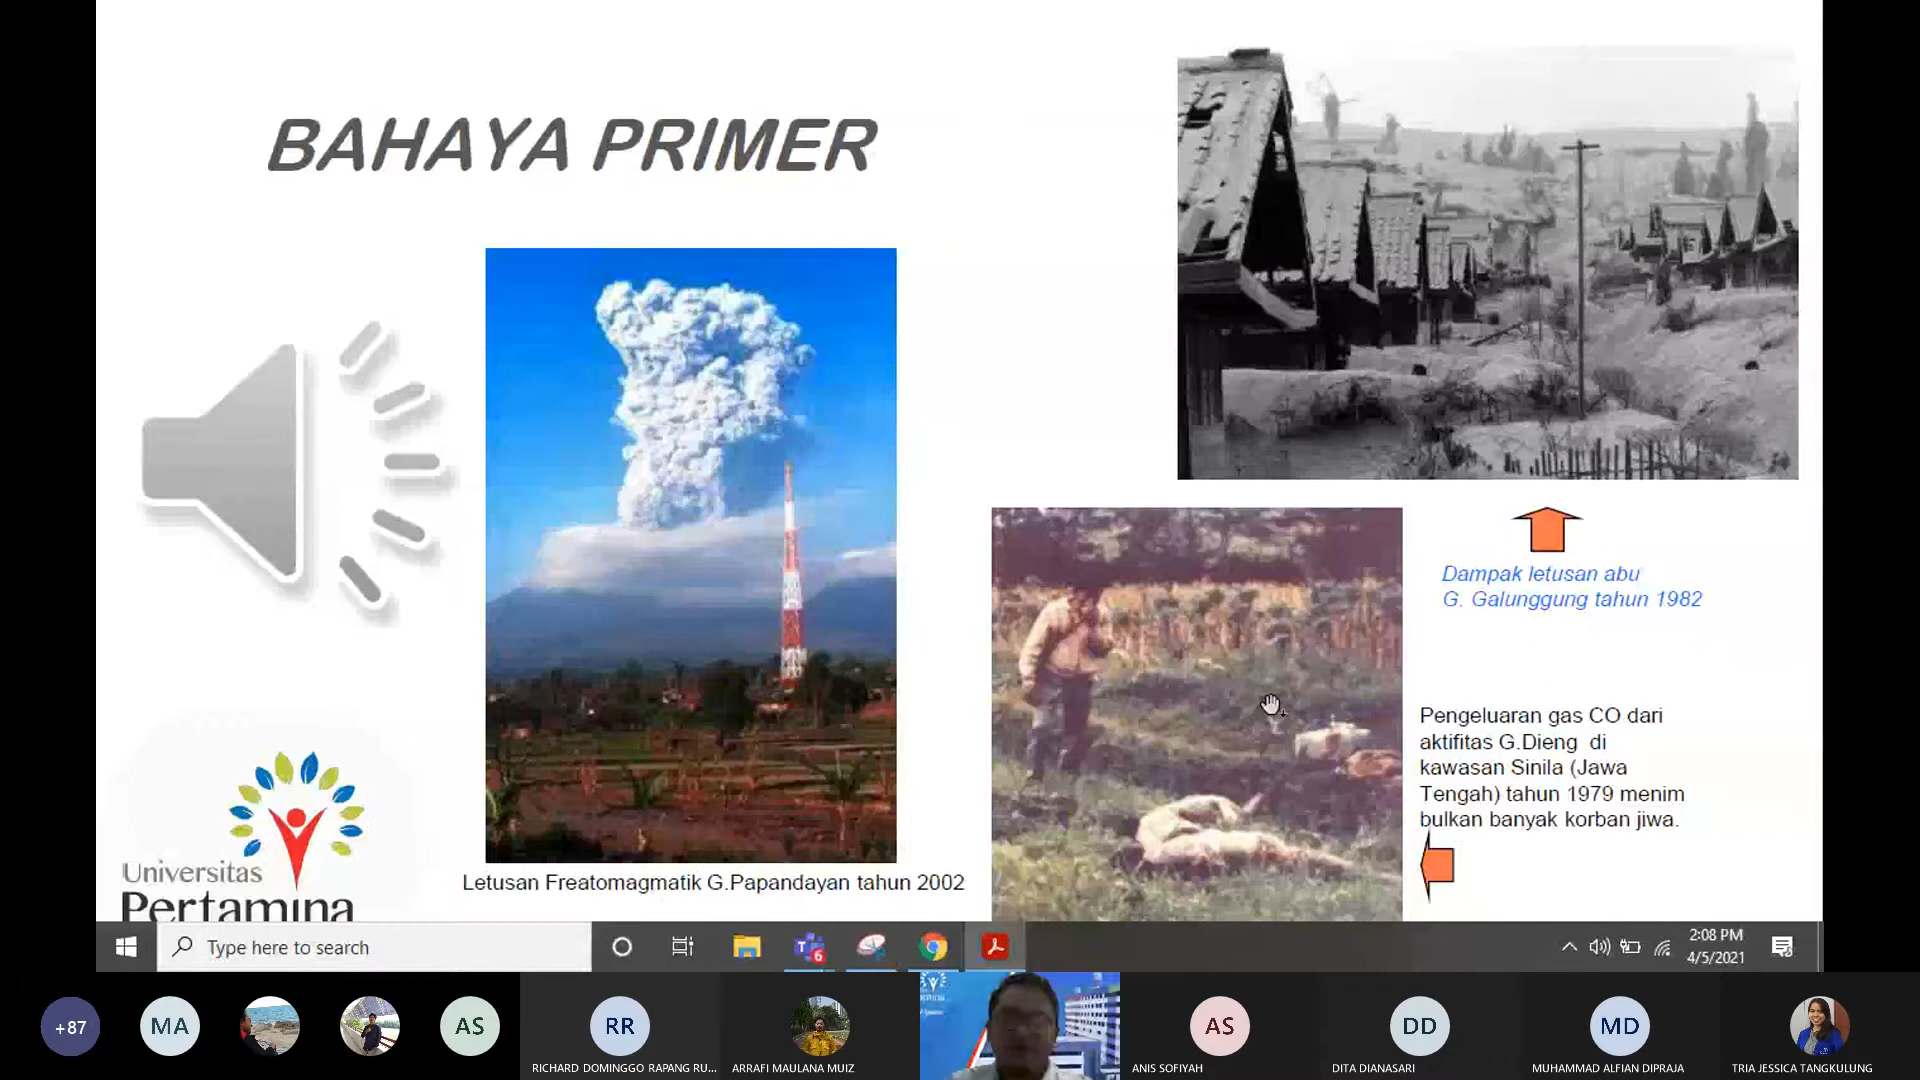 BAHAYA PRIMER
Dampak letusan abu
G. Galunggung tahun 1982
Pengeluaran gas CO dari
aktifitas G.Dieng di
kawasan Sinila (Jawa
Tengah) tahun 1979 menim
bulkan banyak korban jiwa.
Letusan Freatomagmatik G.Papandayan tahun 2002
Universitas
Pertamina
Type here to search
6
2:08 PM
4/5/2021
+87
MA
AS
RR
AS
DD
MD
RICHARD DOMINGGO RAPANG RU...
ARRAFI MAULANA MUIZ
ANIS SOFIYAH
DITA DIANASARI
MUHAMMAD ALFIAN DIPRAJA
TRIA JESSICA TANGKULUNG